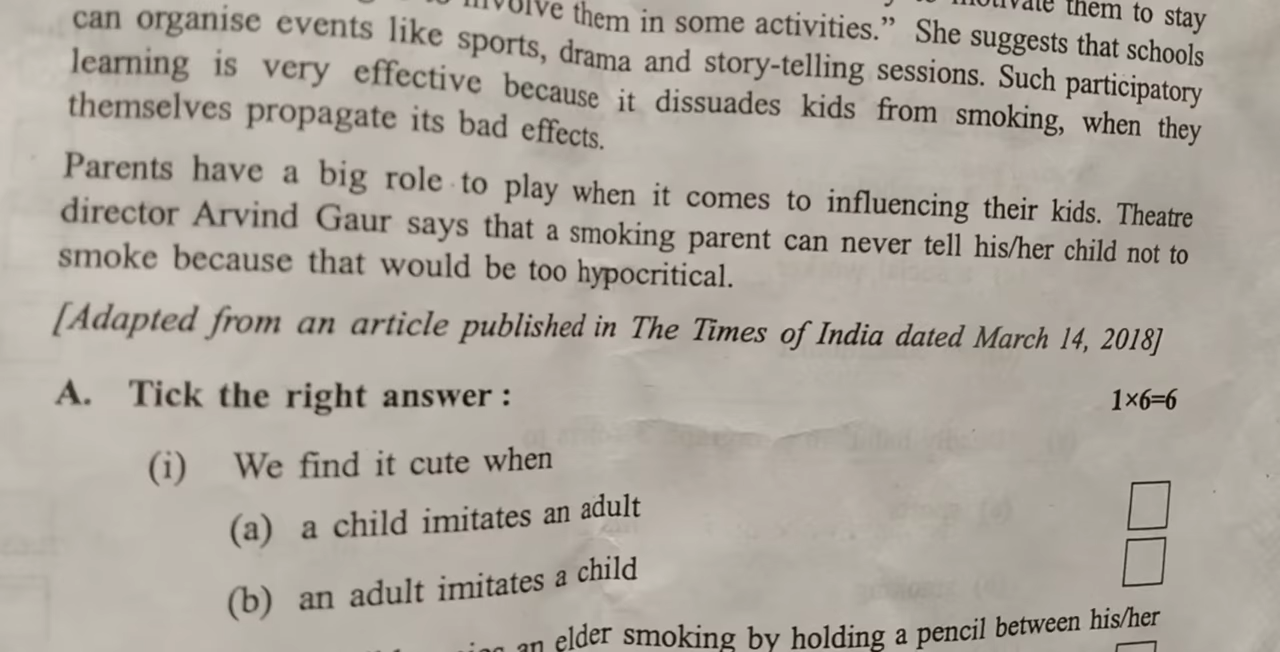 them to stay
involve them in some activities.” She suggests that schools
can organise events like sports, drama and story-telling sessions. Such participatory
learning is very effective because it dissuades kids from smoking, when they
themselves propagate its bad effects.
Parents have a big role to play when it comes to influencing their kids. Theatre
director Arvind Gaur says that a smoking parent can never tell his/her child not to
smoke because that would be too hypocritical.
[Adapted from an article published in The Times of India dated March 14, 2018]
A. Tick the right answer : 1×6=6
(i) We find it cute when
(a) a child imitates an adult
(b) an adult imitates a child
an elder smoking by holding a pencil between his/her